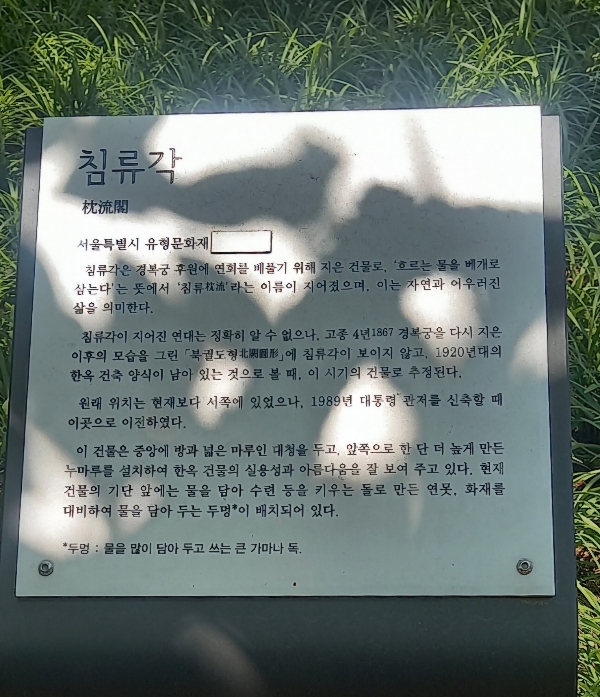 침류각
枕流閣
서울특별시 유형문화재
침류각은 경복궁 후원에 연회를 베풀기 위해 지은 건물로, '흐르는 물을 베개로
삼는다'는 뜻에서 '침류枕流'라는 이름이 지어졌으며, 이는 자연과 어우러진
삶을 의미한다.
침류각이 지어진 연대는 정확히 알 수 없으나, 고종 4년1867 경복궁을 다시 지은
이후의 모습을 그린 「북궐도형北闕圖形」에 침류각이 보이지 않고, 1920년대의
한옥 건축 양식이 남아 있는 것으로 볼 때, 이 시기의 건물로 추정된다.
원래 위치는 현재보다 서쪽에 있었으나, 1989년 대통령 관저를 신축할 때
이곳으로 이전하였다.
이 건물은 중앙에 방과 넓은 마루인 대청을 두고, 앞쪽으로 한 단 더 높게 만든
누마루를 설치하여 한옥 건물의 실용성과 아름다움을 잘 보여 주고 있다. 현재
건물의 기단 앞에는 물을 담아 수련 등을 키우는 돌로 만든 연못, 화재를
대비하여 물을 담아 두는 두멍*이 배치되어 있다.
*두멍 : 물을 많이 담아 두고 쓰는 큰 가마나 독.